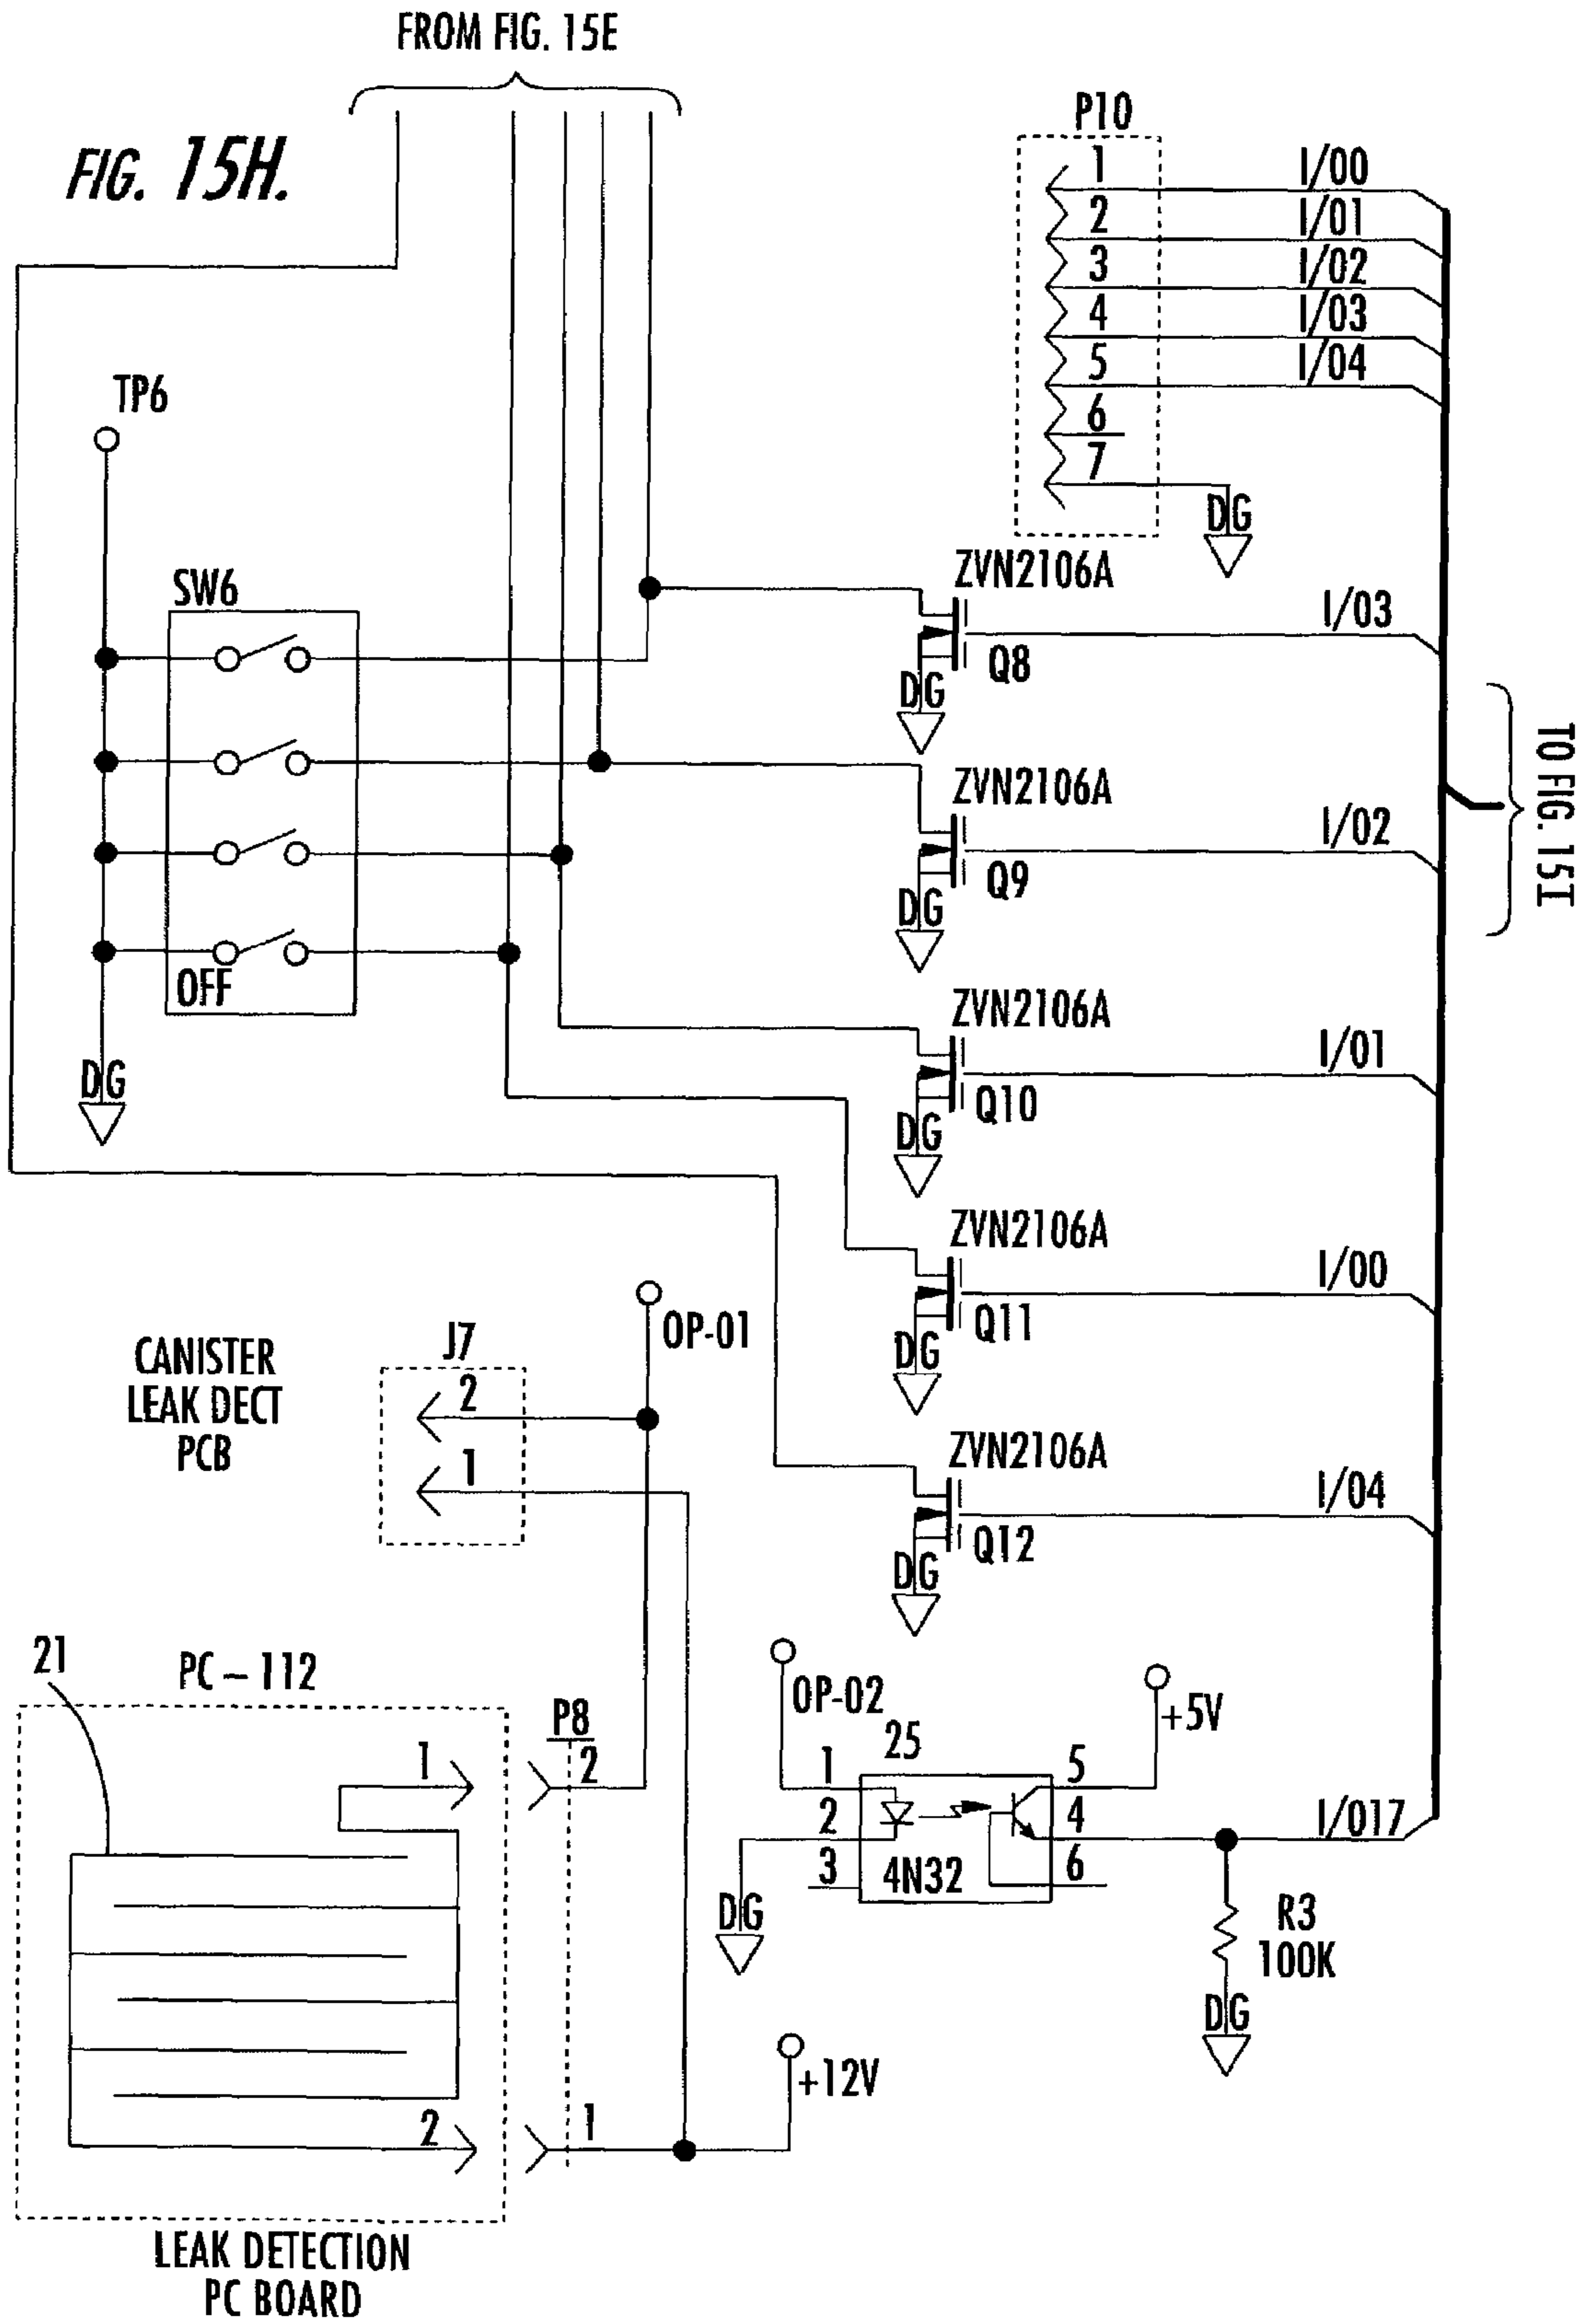 FROM FIG. 15E
FIG. 15H.
P10
1
I/00
2
I/01
3
I/02
4
I/03
5
I/04
6
7
DG
TP6
SW6
OFF
DG
ZVN2106A
I/03
Q8
DG
ZVN2106A
I/02
Q9
DG
TO FIG. 15I
ZVN2106A
I/01
Q10
DG
ZVN2106A
I/00
Q11
DG
ZVN2106A
I/04
Q12
DG
OP-01
CANISTER
LEAK DECT
PCB
J7
2
1
21
PC – 112
1
2
P8
2
1
+12V
LEAK DETECTION
PC BOARD
OP-02
25
+5V
1
2
3
4N32
5
4
6
I/017
DG
R3
100K
DG